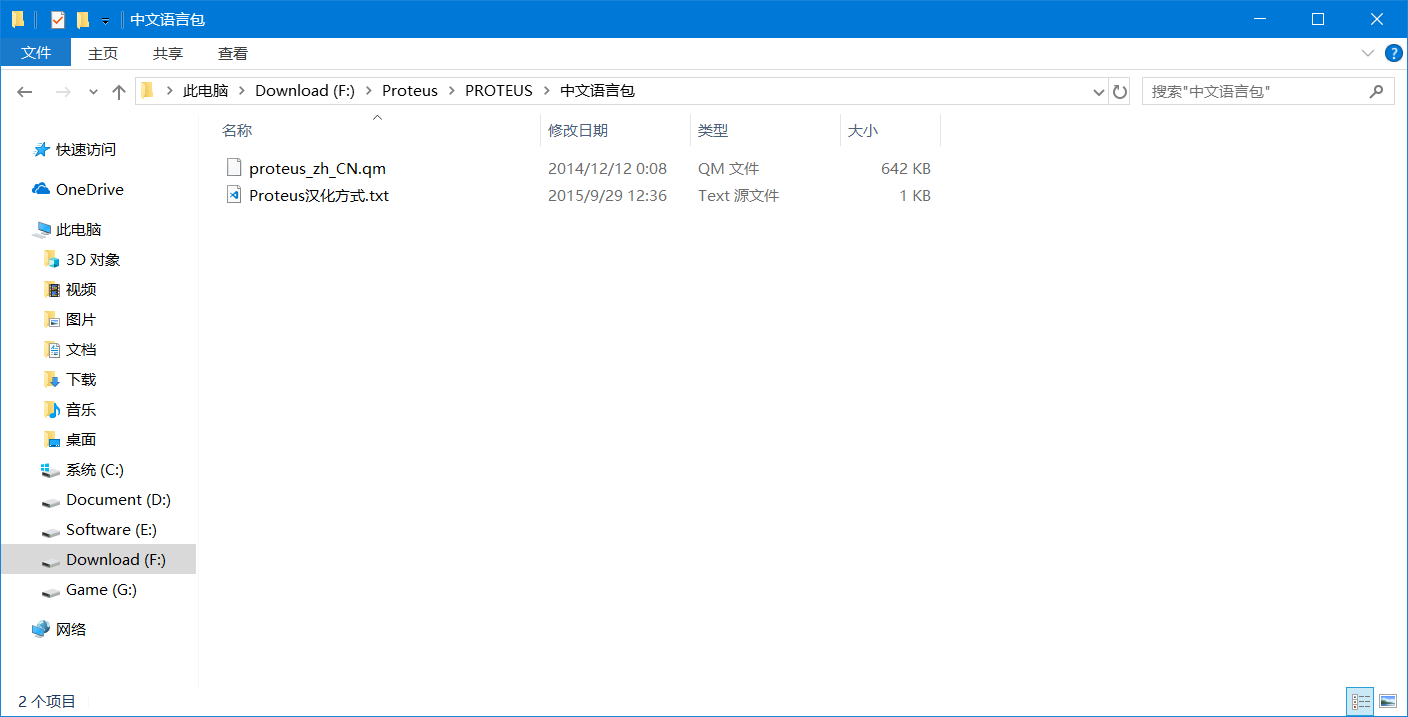 中文语言包
文件 主页 共享 查看
此电脑 Download (F:) Proteus PROTEUS 中文语言包
搜索"中文语言包"
名称 修改日期 类型 大小
proteus_zh_CN.qm 2014/12/12 0:08 QM 文件 642 KB
Proteus汉化方式.txt 2015/9/29 12:36 Text 源文件 1 KB
快速访问
OneDrive
此电脑
3D 对象
视频
图片
文档
下载
音乐
桌面
系统 (C:)
Document (D:)
Software (E:)
Download (F:)
Game (G:)
网络
2 个项目